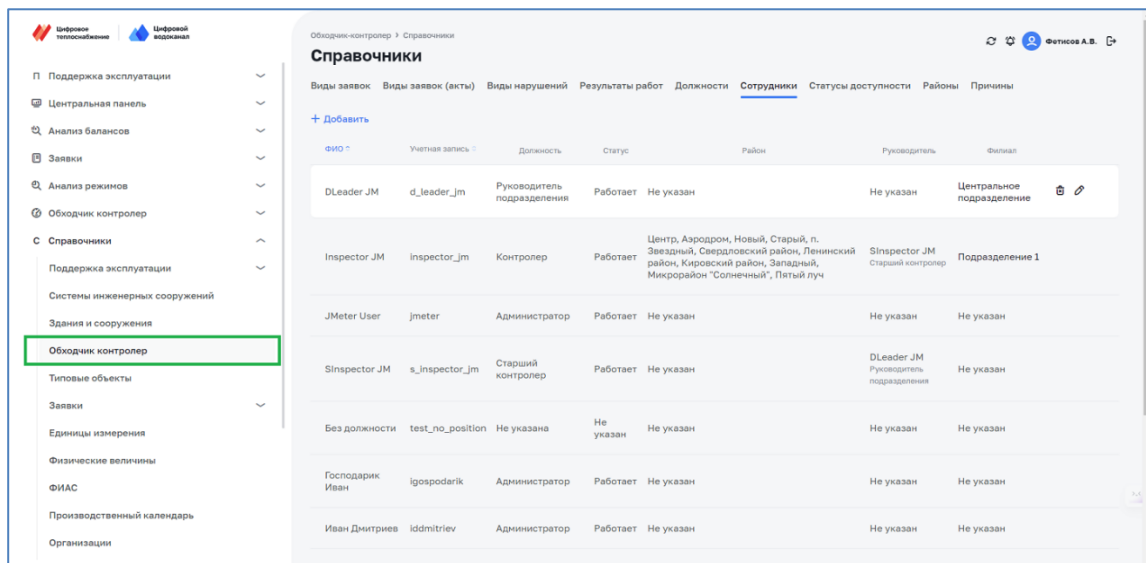 Цифровое
теплоснабжение
Цифровой
водоканал
П Поддержка эксплуатации
Центральная панель
Анализ балансов
Заявки
Анализ режимов
Обходчик контролер
С Справочники
Поддержка эксплуатации
Системы инженерных сооружений
Здания и сооружения
Обходчик контролер
Типовые объекты
Заявки
Единицы измерения
Физические величины
ФИАС
Производственный календарь
Организации
Обходчик-контролер > Справочники
Фетисов А.В.
Справочники
Виды заявок Виды заявок (акты) Виды нарушений Результаты работ Должности Сотрудники Статусы доступности Районы Причины
+ Добавить
ФИО Учетная запись Должность Статус Район Руководитель Филиал
DLeader JM d_leader_jm Руководитель подразделения Работает Не указан Не указан Центральное подразделение
Inspector JM inspector_jm Контролер Работает Центр, Аэродром, Новый, Старый, п.
Звездный, Свердловский район, Ленинский
район, Кировский район, Западный,
Микрорайон "Солнечный", Пятый луч
SInspector JM
Старший контролер
Подразделение 1
JMeter User jmeter Администратор Работает Не указан Не указан Не указан
SInspector JM s_inspector_jm Старший контролер Работает Не указан DLeader JM
Руководитель
подразделения
Не указан
Без должности test_no_position Не указана Не указан Не указан Не указан Не указан
Господарик Иван igospodarik Администратор Работает Не указан Не указан Не указан
Иван Дмитриев iddmitriev Администратор Работает Не указан Не указан Не указан